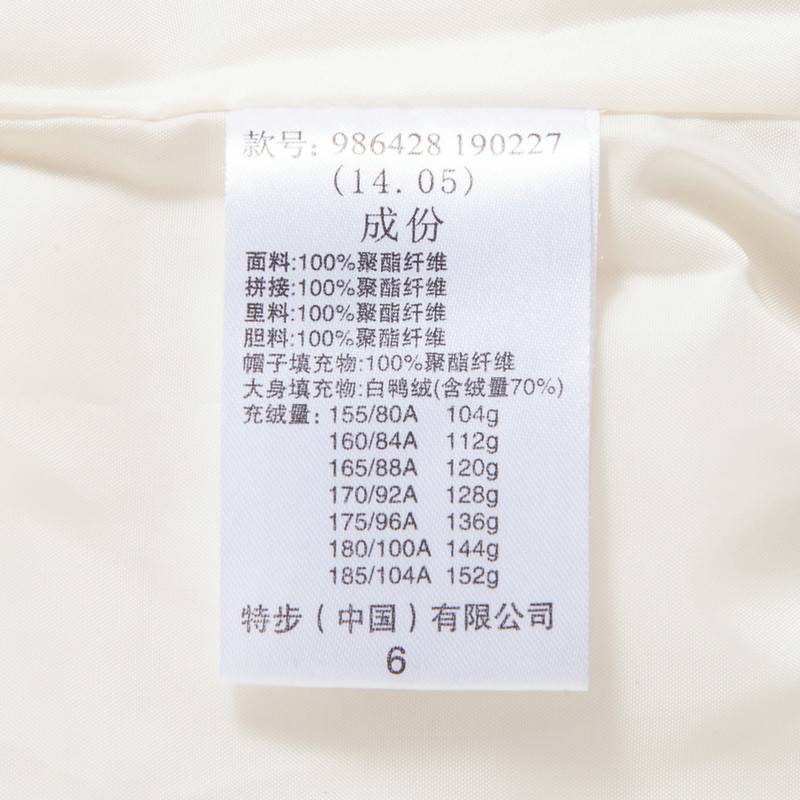 款号: 986428 190227
(14.05)
成份
面料:100%聚酯纤维
拼接:100%聚酯纤维
里料:100%聚酯纤维
胆料:100%聚酯纤维
帽子填充物:100%聚酯纤维
大身填充物:白鸭绒(含绒量70%)
充绒量: 155/80A 104g
160/84A 112g
165/88A 120g
170/92A 128g
175/96A 136g
180/100A 144g
185/104A 152g
特步(中国)有限公司
6